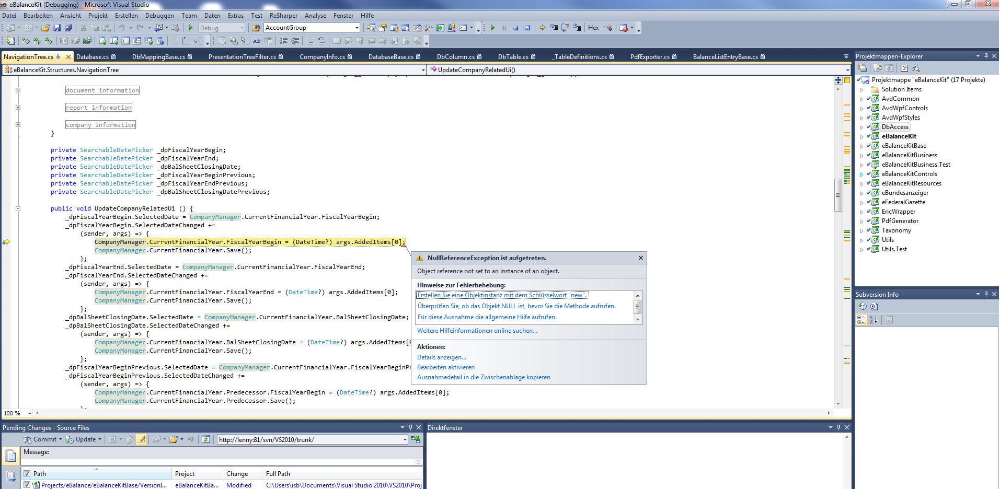 eBalanceKit (Debugging) - Microsoft Visual Studio
Datei Bearbeiten Ansicht Projekt Erstellen Debuggen Team Daten Extras Test ReSharper Analyse Fenster Hilfe
Debug AccountGroup Hex
NavigationTree.cs Database.cs DbMappingBase.cs PresentationTreeFilter.cs CompanyInfo.cs DatabaseBase.cs DbColumn.cs DbTable.cs _TableDefinitions.cs PdfExporter.cs BalanceListEntryBase.cs
eBalanceKit.Structures.NavigationTree UpdateCompanyRelatedUi()
document information
report information
company information
}
private SearchableDatePicker _dpFiscalYearBegin;
private SearchableDatePicker _dpFiscalYearEnd;
private SearchableDatePicker _dpBalSheetClosingDate;
private SearchableDatePicker _dpFiscalYearBeginPrevious;
private SearchableDatePicker _dpFiscalYearEndPrevious;
private SearchableDatePicker _dpBalSheetClosingDatePrevious;
public void UpdateCompanyRelatedUi () {
_dpFiscalYearBegin.SelectedDate = CompanyManager.CurrentFinancialYear.FiscalYearBegin;
_dpFiscalYearBegin.SelectedDateChanged +=
(sender, args) => {
CompanyManager.CurrentFinancialYear.FiscalYearBegin = (DateTime?) args.AddedItems[0];
CompanyManager.CurrentFinancialYear.Save();
};
_dpFiscalYearEnd.SelectedDate = CompanyManager.CurrentFinancialYear.FiscalYearEnd;
_dpFiscalYearEnd.SelectedDateChanged +=
(sender, args) => {
CompanyManager.CurrentFinancialYear.FiscalYearEnd = (DateTime?) args.AddedItems[0];
CompanyManager.CurrentFinancialYear.Save();
};
_dpBalSheetClosingDate.SelectedDate = CompanyManager.CurrentFinancialYear.BalSheetClosingDate;
_dpBalSheetClosingDate.SelectedDateChanged +=
(sender, args) => {
CompanyManager.CurrentFinancialYear.BalSheetClosingDate = (DateTime?) args.AddedItems[0
CompanyManager.CurrentFinancialYear.Save();
};
_dpFiscalYearBeginPrevious.SelectedDate = CompanyManager.CurrentFinancialYear.FiscalYearBeginP
_dpFiscalYearBeginPrevious.SelectedDateChanged +=
(sender, args) => {
CompanyManager.CurrentFinancialYear.Predecessor.FiscalYearBegin = (DateTime?) args.AddedItems[0];
CompanyManager.CurrentFinancialYear.Predecessor.Save();
100 %
NullReferenceException ist aufgetreten.
Object reference not set to an instance of an object.
Hinweise zur Fehlerbehebung:
Erstellen Sie eine Objektinstanz mit dem Schlüsselwort "new".
Überprüfen Sie, ob das Objekt NULL ist, bevor Sie die Methode aufrufen.
Für diese Ausnahme die allgemeine Hilfe aufrufen.
Weitere Hilfeinformationen online suchen...
Aktionen:
Details anzeigen...
Bearbeiten aktivieren
Ausnahmedetail in die Zwischenablage kopieren
Projektmappen-Explorer
Projektmappe "eBalanceKit" (17 Projekte)
Solution Items
AvdCommon
AvdWpfControls
AvdWpfStyles
DbAccess
eBalanceKit
eBalanceKitBase
eBalanceKitBusiness
eBalanceKitBusiness.Test
eBalanceKitControls
eBalanceKitResources
eBundesanzeiger
eFederalGazette
EricWrapper
PdfGenerator
Taxonomy
Utils
Utils.Test
Subversion Info
Pending Changes - Source Files
Commit Update http://lenny:81/svn/VS2010/trunk/
Message:
Path Project Change Full Path
Projects/eBalance/eBalanceKitBase/VersionI... eBalanceKitBa... Modified C:\Users\isb\Documents\Visual Studio 2010\VS2010\Proj
Direktfenster